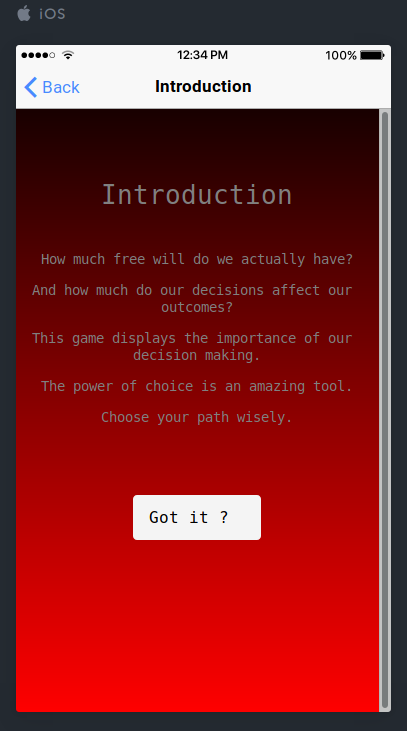 iOS
12:34 PM
100%
Back
Introduction
Introduction
How much free will do we actually have?
And how much do our decisions affect our
outcomes?
This game displays the importance of our
decision making.
The power of choice is an amazing tool.
Choose your path wisely.
Got it ?